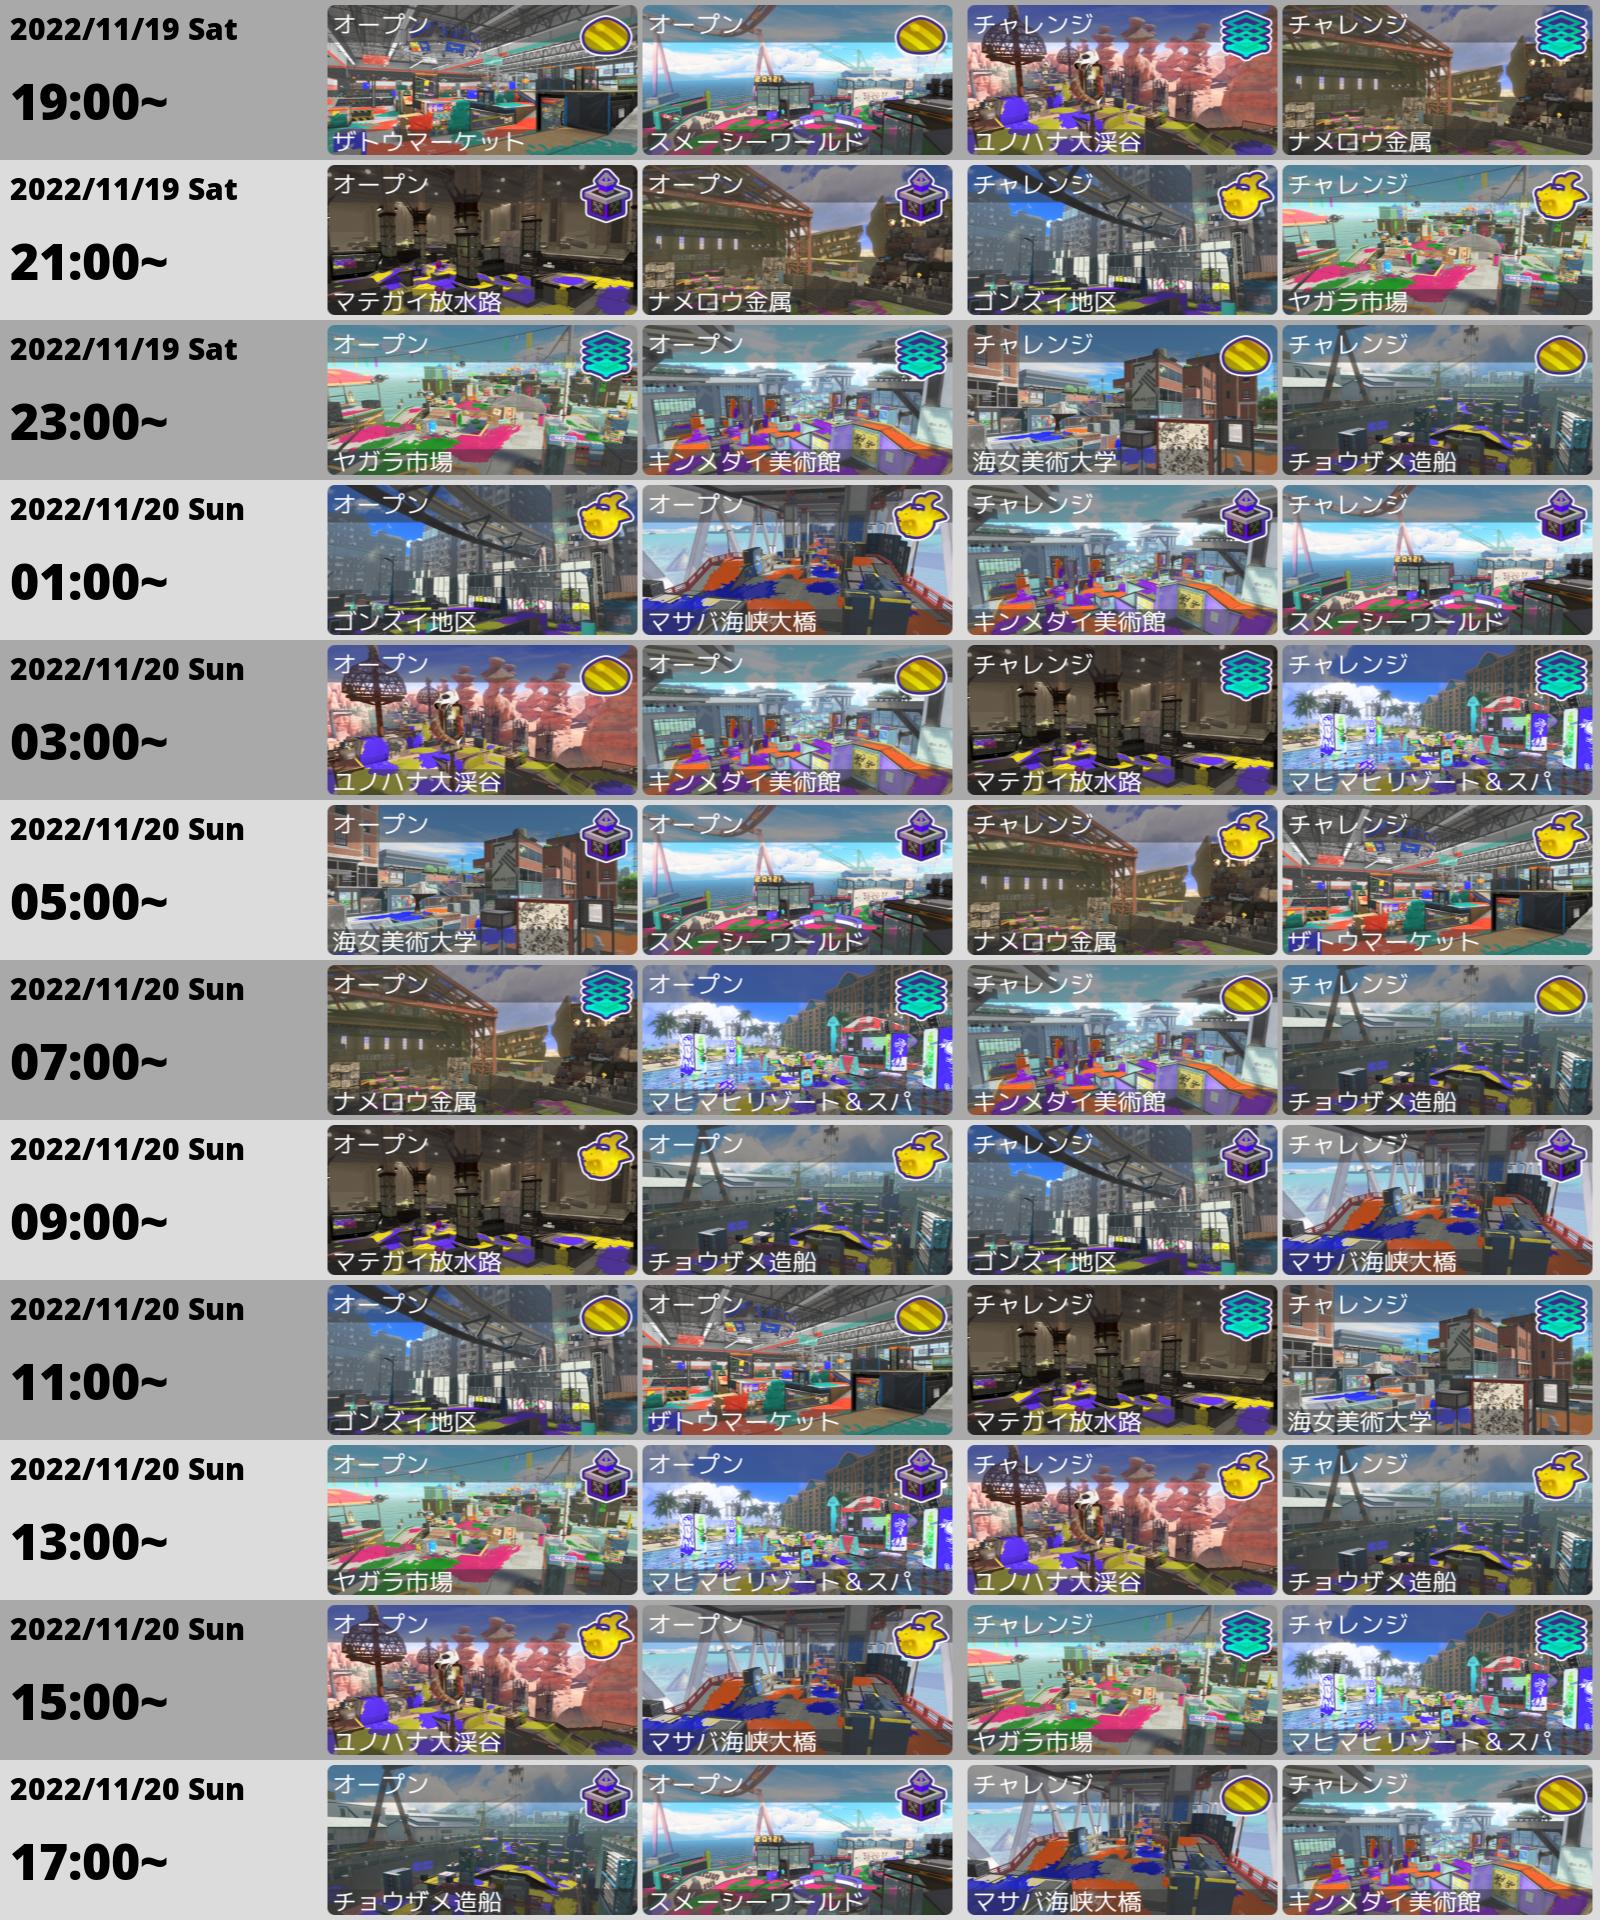 2022/11/19 Sat
19:00~
オープン
ザトウマーケット
オープン
スメーシーワールド
チャレンジ
ユノハナ大渓谷
チャレンジ
ナメロウ金属
2022/11/19 Sat
21:00~
オープン
マテガイ放水路
オープン
ナメロウ金属
チャレンジ
ゴンズイ地区
チャレンジ
ヤガラ市場
2022/11/19 Sat
23:00~
オープン
ヤガラ市場
オープン
キンメダイ美術館
チャレンジ
海女美術大学
チャレンジ
チョウザメ造船
2022/11/20 Sun
01:00~
オープン
ゴンズイ地区
オープン
マサバ海峡大橋
チャレンジ
キンメダイ美術館
チャレンジ
スメーシーワールド
2022/11/20 Sun
03:00~
オープン
ユノハナ大渓谷
オープン
キンメダイ美術館
チャレンジ
マテガイ放水路
チャレンジ
マヒマヒリゾート&スパ
2022/11/20 Sun
05:00~
オープン
海女美術大学
オープン
スメーシーワールド
チャレンジ
ナメロウ金属
チャレンジ
ザトウマーケット
2022/11/20 Sun
07:00~
オープン
ナメロウ金属
オープン
マヒマヒリゾート&スパ
チャレンジ
キンメダイ美術館
チャレンジ
チョウザメ造船
2022/11/20 Sun
09:00~
オープン
マテガイ放水路
オープン
チョウザメ造船
チャレンジ
ゴンズイ地区
チャレンジ
マサバ海峡大橋
2022/11/20 Sun
11:00~
オープン
ゴンズイ地区
オープン
ザトウマーケット
チャレンジ
マテガイ放水路
チャレンジ
海女美術大学
2022/11/20 Sun
13:00~
オープン
ヤガラ市場
オープン
マヒマヒリゾート&スパ
チャレンジ
ユノハナ大渓谷
チャレンジ
チョウザメ造船
2022/11/20 Sun
15:00~
オープン
ユノハナ大渓谷
オープン
マサバ海峡大橋
チャレンジ
ヤガラ市場
チャレンジ
マヒマヒリゾート&スパ
2022/11/20 Sun
17:00~
オープン
チョウザメ造船
オープン
スメーシーワールド
チャレンジ
マサバ海峡大橋
チャレンジ
キンメダイ美術館